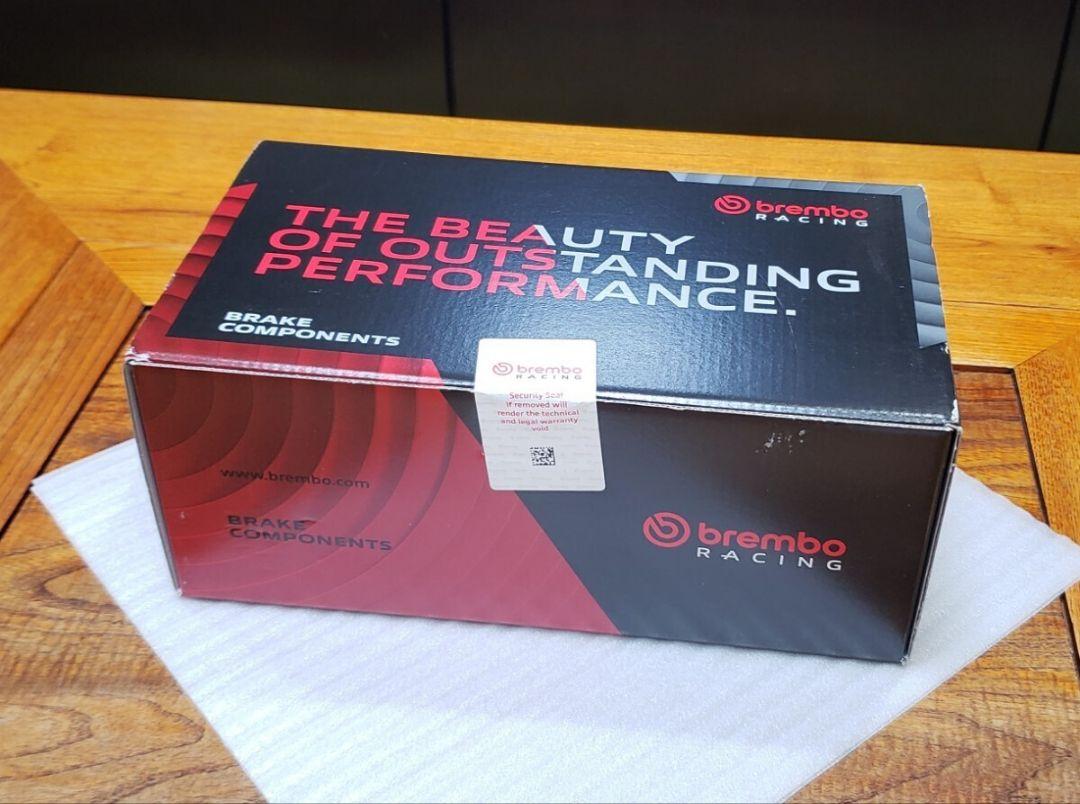 THE BEAUTY
OF OUTSTANDING
PERFORMANCE.
brembo
RACING
BRAKE
COMPONENTS
brembo
RACING
Security Seal
if removed will
render the technical
and legal warranty
void
www.brembo.com
BRAKE
COMPONENTS
brembo
RACING